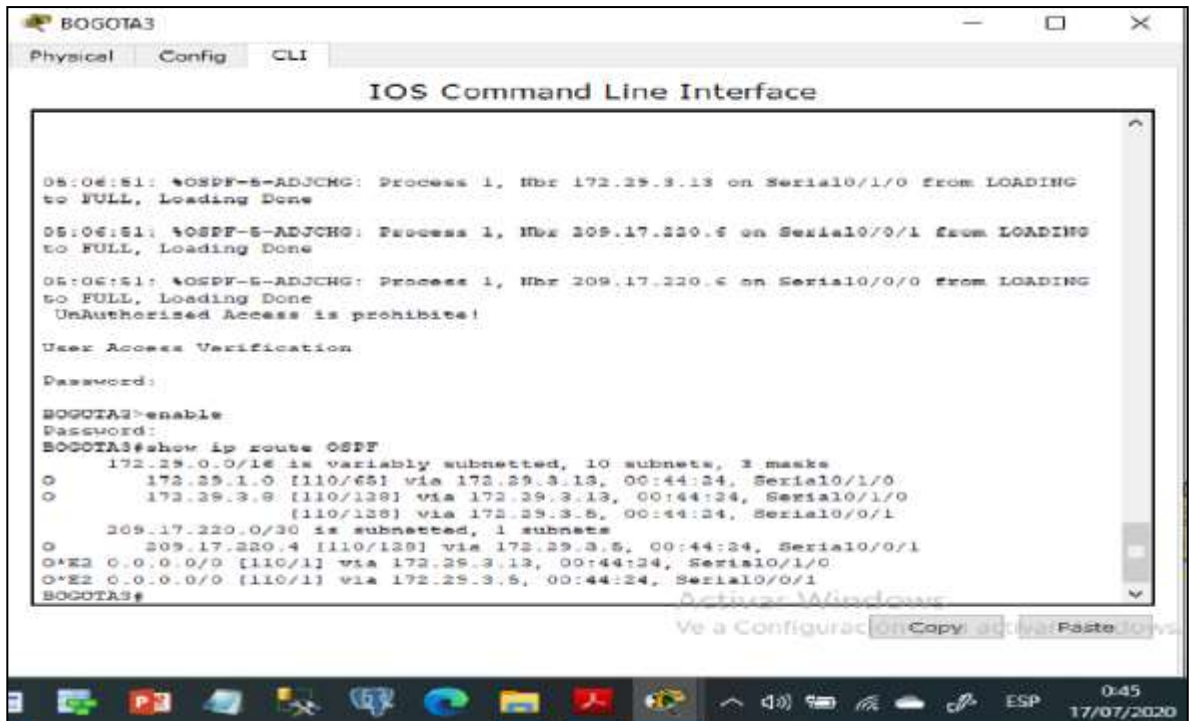 BOGOTA3
Physical Config CLI
IOS Command Line Interface
05:06:51: %OSPF-5-ADJCHG: Process 1, Nbr 172.29.3.13 on Serial0/1/0 from LOADING
to FULL, Loading Done
05:06:51: %OSPF-5-ADJCHG: Process 1, Nbr 209.17.220.6 on Serial0/0/1 from LOADING
to FULL, Loading Done
05:06:51: %OSPF-5-ADJCHG: Process 1, Nbr 209.17.220.6 on Serial0/0/0 from LOADING
to FULL, Loading Done
UnAuthorised Access is prohibite!
User Access Verification
Password:
BOGOTA3>enable
Password:
BOGOTA3#show ip route OSPF
172.29.0.0/16 is variably subnetted, 10 subnets, 3 masks
O 172.29.1.0 [110/65] via 172.29.3.13, 00:44:24, Serial0/1/0
O 172.29.3.8 [110/128] via 172.29.3.13, 00:44:24, Serial0/1/0
[110/128] via 172.29.3.5, 00:44:24, Serial0/0/1
209.17.220.0/30 is subnetted, 1 subnets
O 209.17.220.4 [110/128] via 172.29.3.5, 00:44:24, Serial0/0/1
O*E2 0.0.0.0/0 [110/1] via 172.29.3.13, 00:44:24, Serial0/1/0
O*E2 0.0.0.0/0 [110/1] via 172.29.3.5, 00:44:24, Serial0/0/1
BOGOTA3#
Activar Windows
Ve a Configuración
Copy Paste
ESP 0:45
17/07/2020